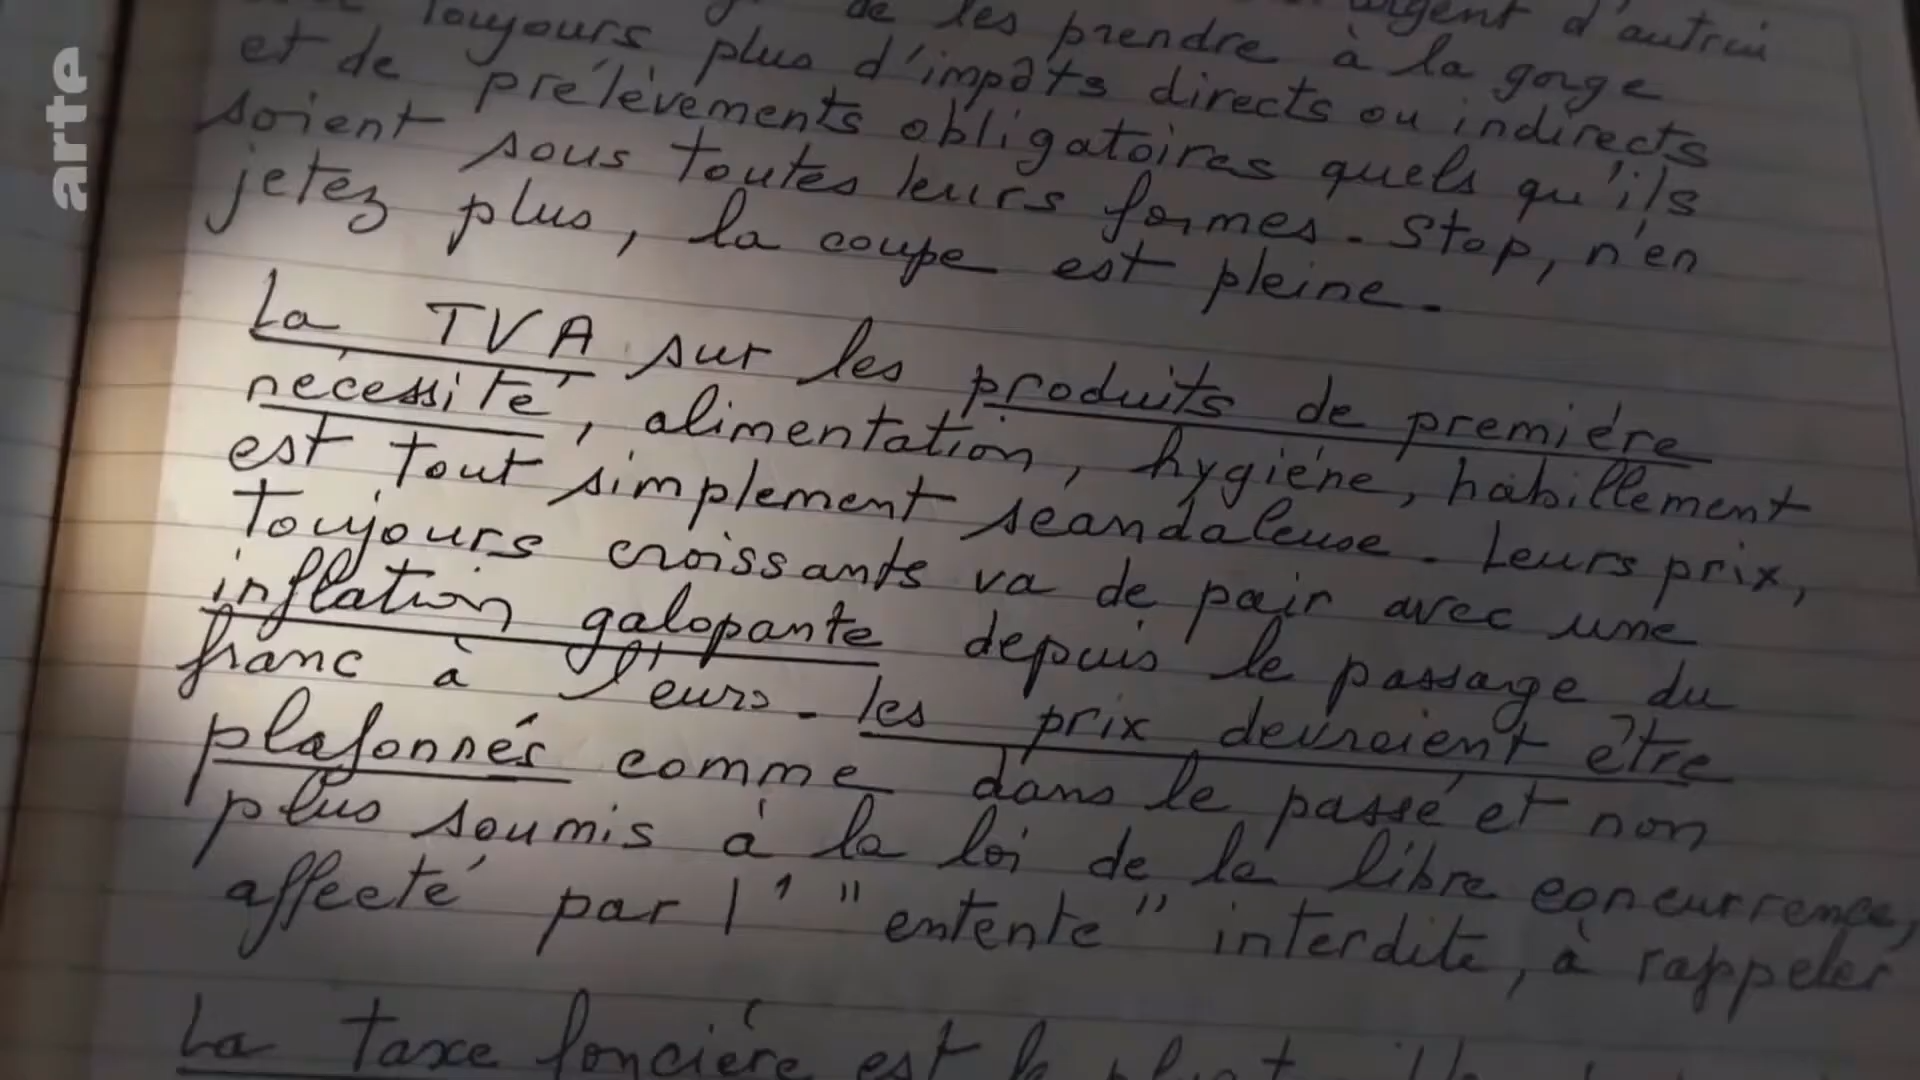 arte
argent d'autrui
de les prendre à la gorge
toujours plus d'impôts directs ou indirects
et de prélèvements obligatoires quels qu'ils
soient sous toutes leurs formes. Stop, n'en
jetez plus, la coupe est pleine.
La TVA sur les produits de première
nécessité, alimentation, hygiène, habillement
est tout simplement scandaleuse. Leurs prix,
toujours croissants va de pair avec une
inflation galopante depuis le passage du
franc à l'euro. les prix devraient être
plafonnés comme dans le passé et non
plus soumis à la loi de la libre concurrence,
affecté par l' "entente" interdite, à rappeler
La taxe foncière est